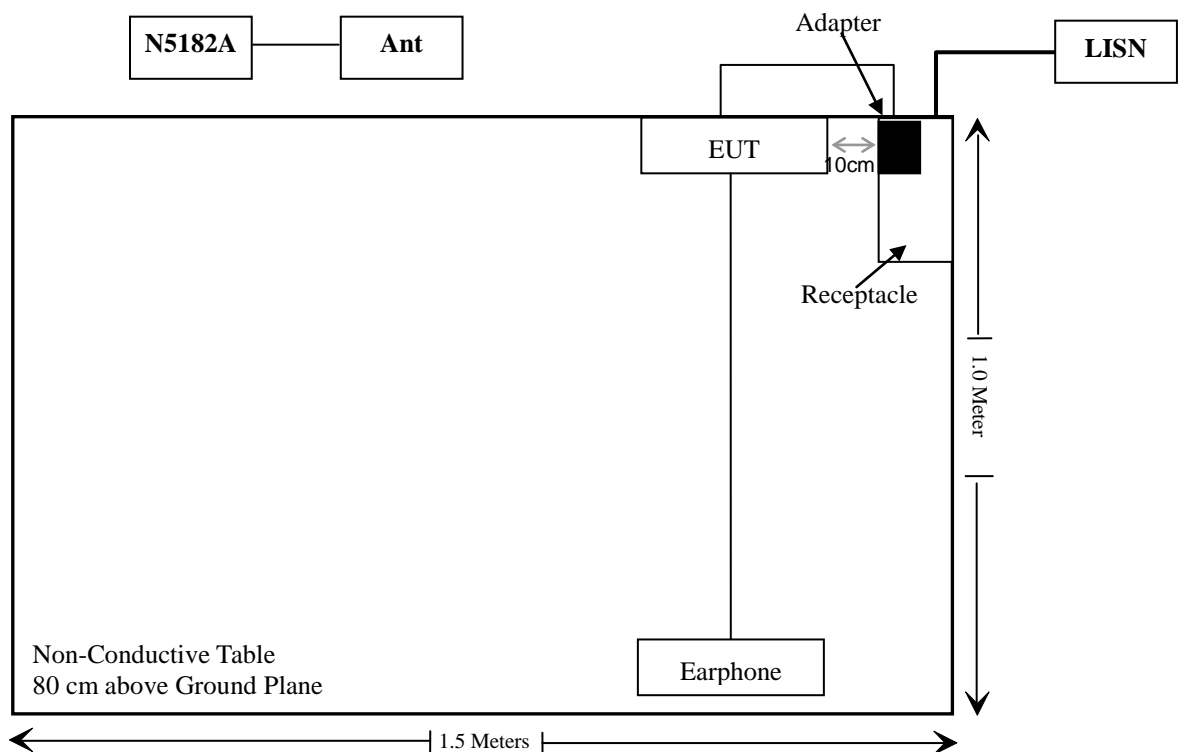 N5182A
Ant
Adapter
LISN
EUT
10cm
Receptacle
1.0 Meter
Non-Conductive Table
80 cm above Ground Plane
Earphone
1.5 Meters